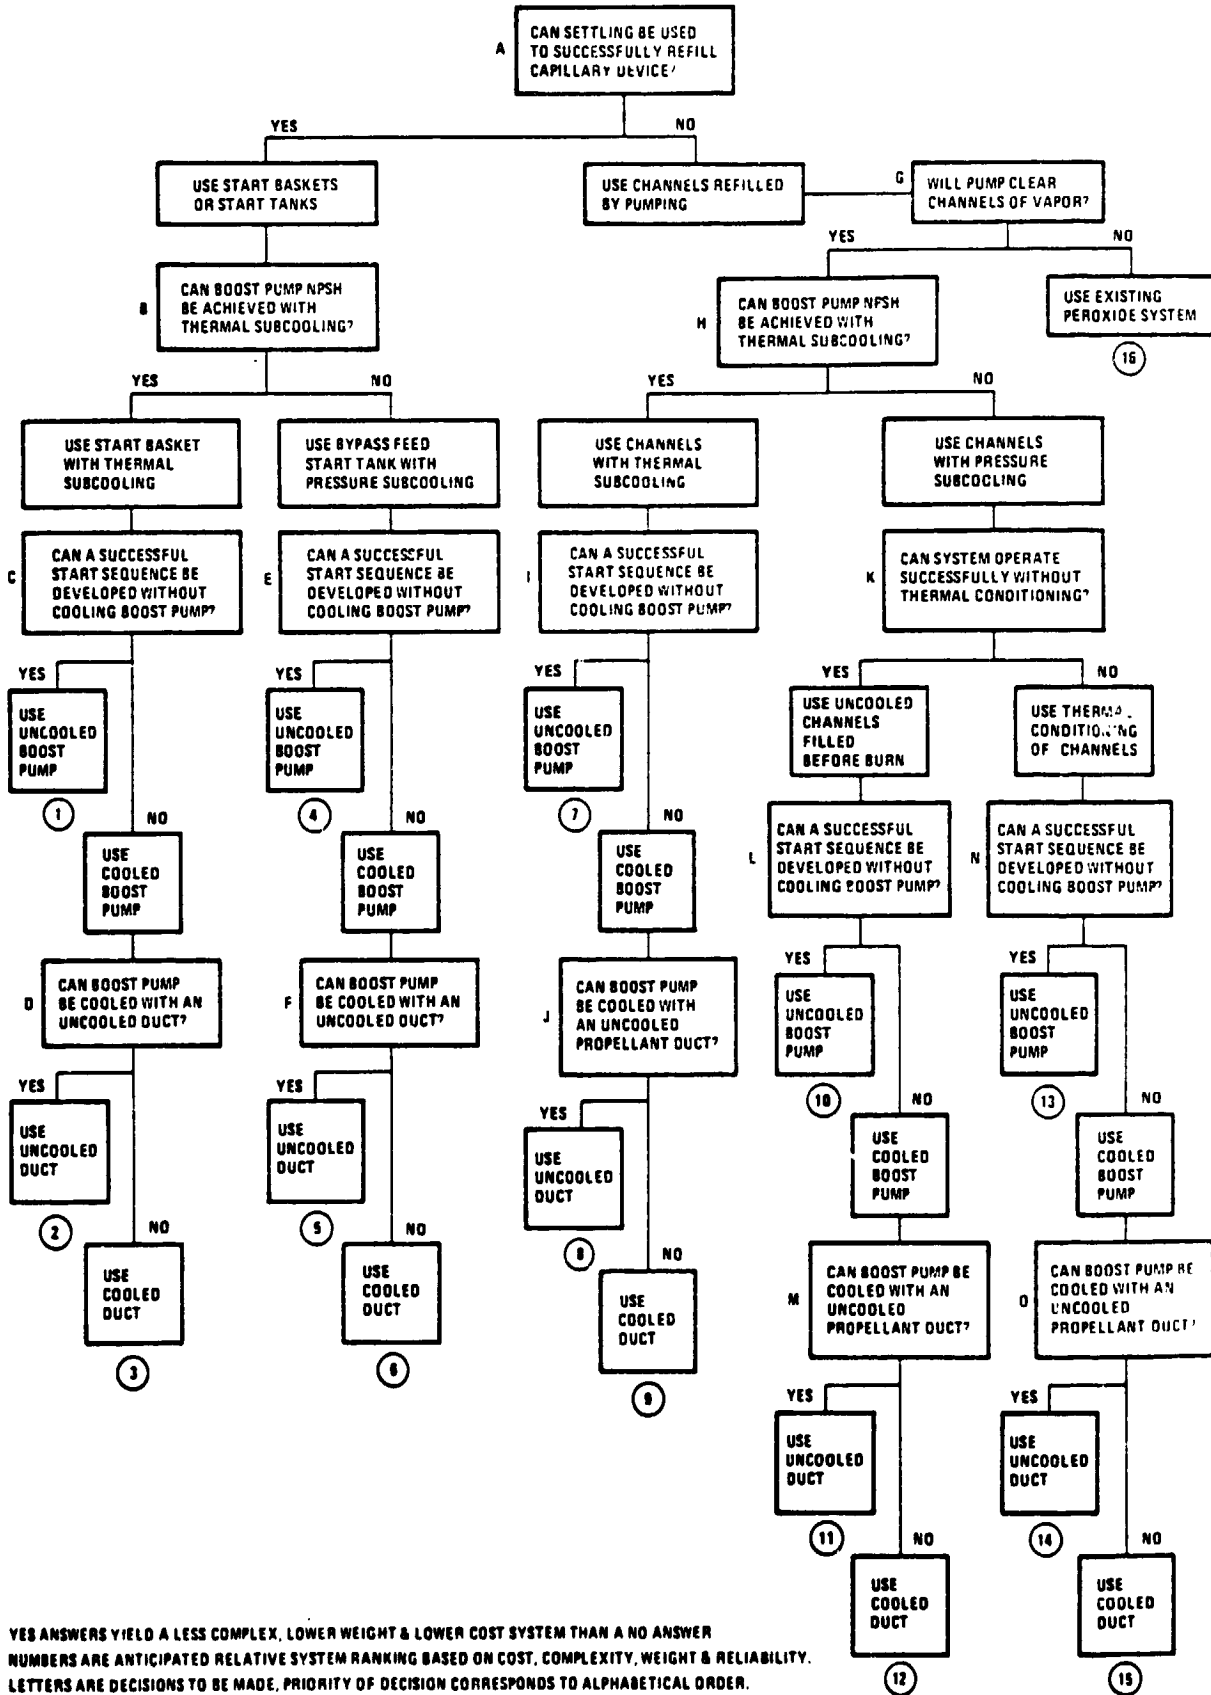 A
CAN SETTLING BE USED
TO SUCCESSFULLY REFILL
CAPILLARY DEVICE?
YES
NO
USE START BASKETS
OR START TANKS
USE CHANNELS REFILLED
BY PUMPING
G
WILL PUMP CLEAR
CHANNELS OF VAPOR?
YES
NO
B
CAN BOOST PUMP NPSH
BE ACHIEVED WITH
THERMAL SUBCOOLING?
H
CAN BOOST PUMP NPSH
BE ACHIEVED WITH
THERMAL SUBCOOLING?
USE EXISTING
PEROXIDE SYSTEM
16
YES
NO
YES
NO
USE START BASKET
WITH THERMAL
SUBCOOLING
USE BYPASS FEED
START TANK WITH
PRESSURE SUBCOOLING
USE CHANNELS
WITH THERMAL
SUBCOOLING
USE CHANNELS
WITH PRESSURE
SUBCOOLING
C
CAN A SUCCESSFUL
START SEQUENCE BE
DEVELOPED WITHOUT
COOLING BOOST PUMP?
E
CAN A SUCCESSFUL
START SEQUENCE BE
DEVELOPED WITHOUT
COOLING BOOST PUMP?
I
CAN A SUCCESSFUL
START SEQUENCE BE
DEVELOPED WITHOUT
COOLING BOOST PUMP?
K
CAN SYSTEM OPERATE
SUCCESSFULLY WITHOUT
THERMAL CONDITIONING?
YES
YES
YES
YES
NO
USE
UNCOOLED
BOOST
PUMP
1
USE
UNCOOLED
BOOST
PUMP
4
USE
UNCOOLED
BOOST
PUMP
7
USE UNCOOLED
CHANNELS
FILLED
BEFORE BURN
USE THERMAL
CONDITIONING
OF CHANNELS
NO
NO
NO
USE
COOLED
BOOST
PUMP
USE
COOLED
BOOST
PUMP
USE
COOLED
BOOST
PUMP
L
CAN A SUCCESSFUL
START SEQUENCE BE
DEVELOPED WITHOUT
COOLING BOOST PUMP?
N
CAN A SUCCESSFUL
START SEQUENCE BE
DEVELOPED WITHOUT
COOLING BOOST PUMP?
D
CAN BOOST PUMP
BE COOLED WITH AN
UNCOOLED DUCT?
F
CAN BOOST PUMP
BE COOLED WITH AN
UNCOOLED DUCT?
J
CAN BOOST PUMP
BE COOLED WITH
AN UNCOOLED
PROPELLANT DUCT?
YES
USE
UNCOOLED
BOOST
PUMP
10
YES
USE
UNCOOLED
BOOST
PUMP
13
YES
USE
UNCOOLED
DUCT
2
YES
USE
UNCOOLED
DUCT
5
YES
USE
UNCOOLED
DUCT
8
NO
USE
COOLED
BOOST
PUMP
NO
USE
COOLED
BOOST
PUMP
NO
USE
COOLED
DUCT
3
NO
USE
COOLED
DUCT
6
NO
USE
COOLED
DUCT
9
M
CAN BOOST PUMP BE
COOLED WITH AN
UNCOOLED
PROPELLANT DUCT?
O
CAN BOOST PUMP BE
COOLED WITH AN
UNCOOLED
PROPELLANT DUCT?
YES
USE
UNCOOLED
DUCT
11
YES
USE
UNCOOLED
DUCT
14
NO
USE
COOLED
DUCT
12
NO
USE
COOLED
DUCT
15
YES ANSWERS YIELD A LESS COMPLEX, LOWER WEIGHT & LOWER COST SYSTEM THAN A NO ANSWER
NUMBERS ARE ANTICIPATED RELATIVE SYSTEM RANKING BASED ON COST, COMPLEXITY, WEIGHT & RELIABILITY.
LETTERS ARE DECISIONS TO BE MADE, PRIORITY OF DECISION CORRESPONDS TO ALPHABETICAL ORDER.